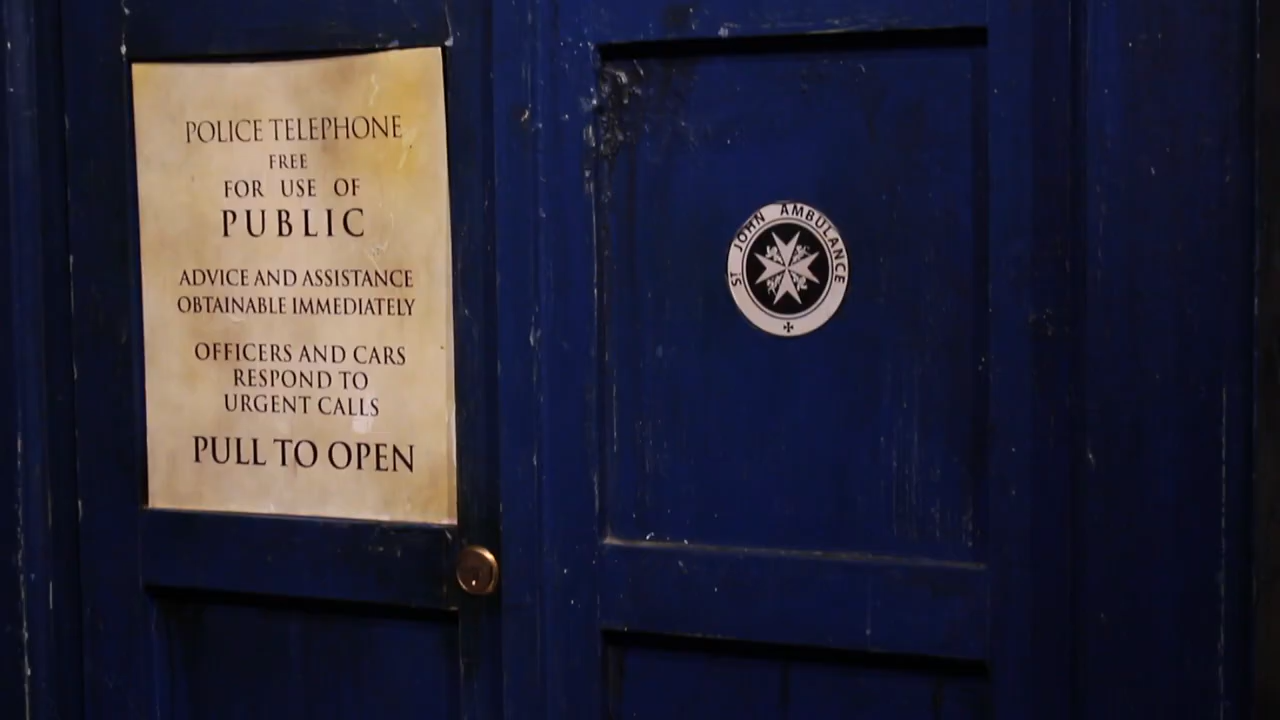 POLICE TELEPHONE
FREE
FOR USE OF
PUBLIC
ADVICE AND ASSISTANCE
OBTAINABLE IMMEDIATELY
OFFICERS AND CARS
RESPOND TO
URGENT CALLS
PULL TO OPEN
ST JOHN AMBULANCE